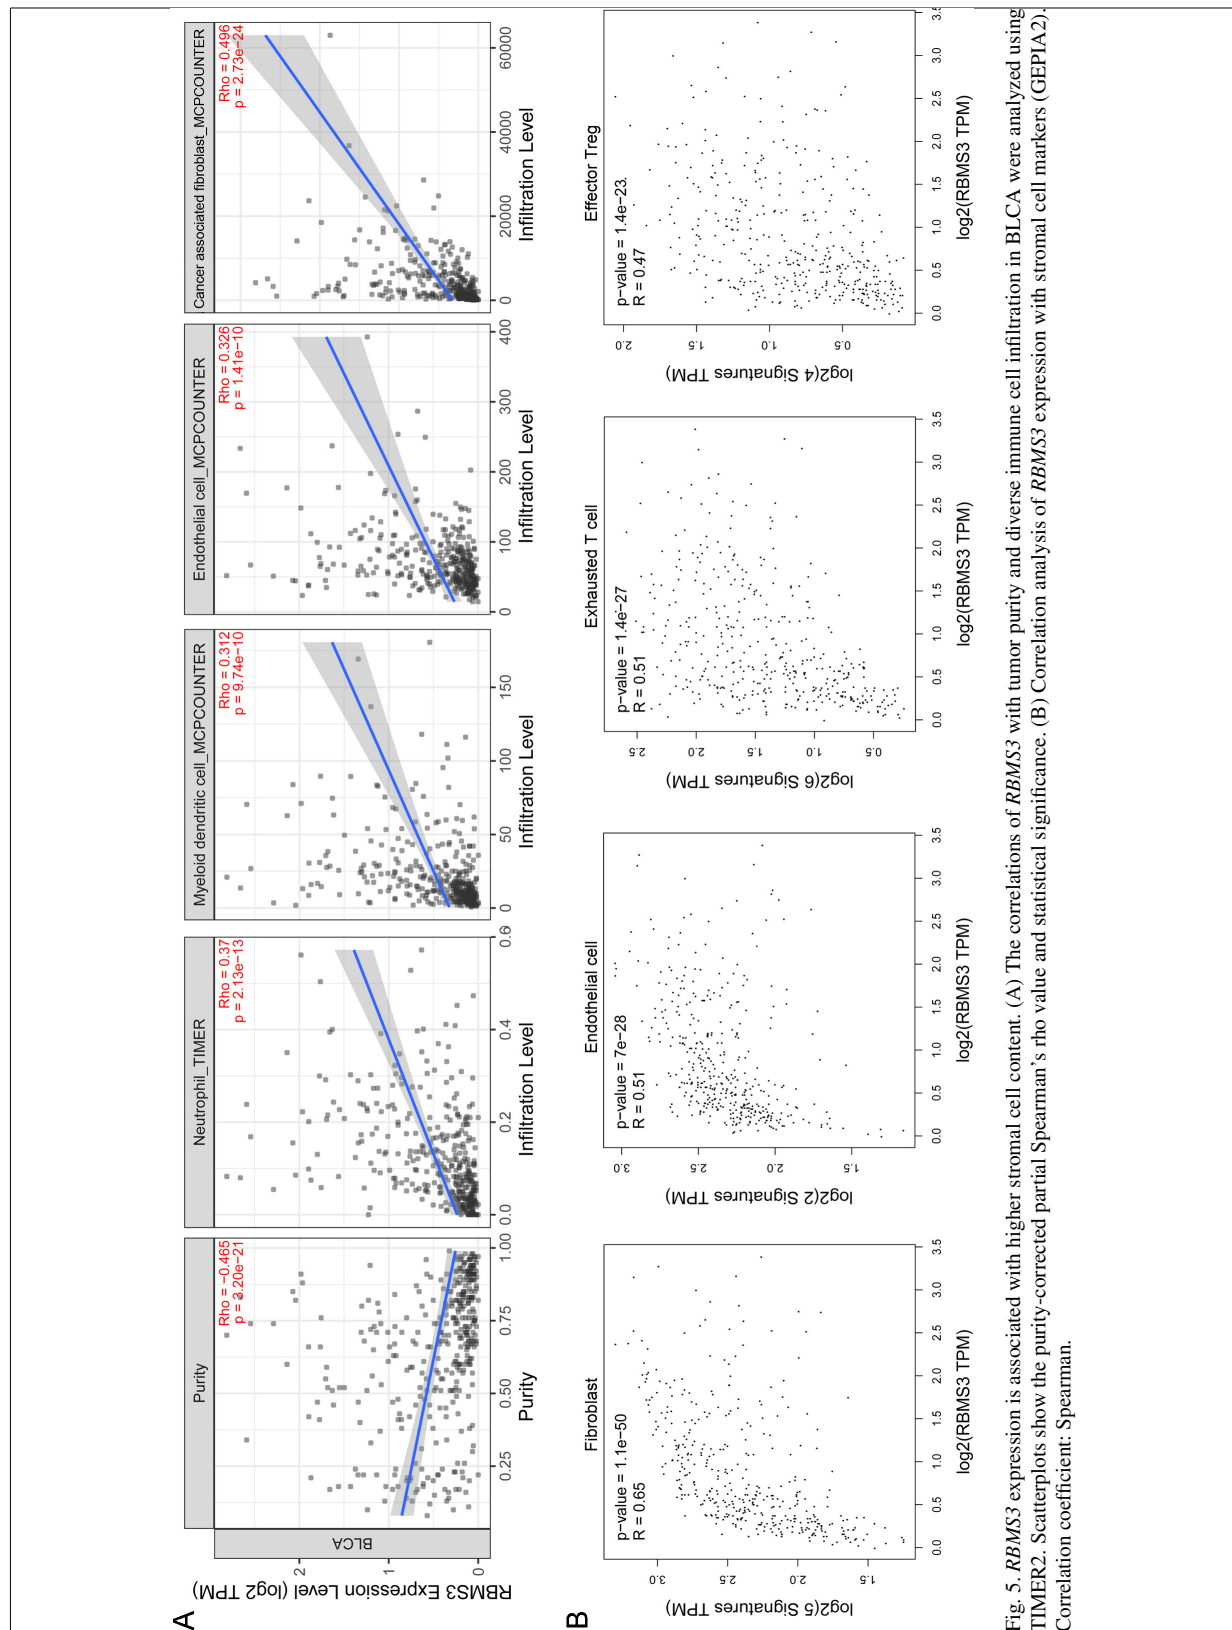 A
BLCA
RBMS3 Expression Level (log2 TPM)
0
1
2
Purity
Rho = −0.465
p = 3.20e−21
0.25
0.50
0.75
1.00
Purity
Neutrophil_TIMER
Rho = 0.37
p = 2.13e−13
0.0
0.2
0.4
0.6
Infiltration Level
Myeloid dendritic cell_MCPCOUNTER
Rho = 0.312
p = 9.74e−10
0
50
100
150
Infiltration Level
Endothelial cell_MCPCOUNTER
Rho = 0.326
p = 1.41e−10
0
100
200
300
400
Infiltration Level
Cancer associated fibroblast_MCPCOUNTER
Rho = 0.496
p = 2.73e−24
0
20000
40000
60000
Infiltration Level
B
Fibroblast
p−value = 1.1e−50
R = 0.65
log2(5 Signatures TPM)
1.5
2.0
2.5
3.0
0.0
0.5
1.0
1.5
2.0
2.5
3.0
3.5
log2(RBMS3 TPM)
Endothelial cell
p−value = 7e−28
R = 0.51
log2(2 Signatures TPM)
1.5
2.0
2.5
3.0
0.0
0.5
1.0
1.5
2.0
2.5
3.0
3.5
log2(RBMS3 TPM)
Exhausted T cell
p−value = 1.4e−27
R = 0.51
log2(6 Signatures TPM)
0.5
1.0
1.5
2.0
2.5
0.0
0.5
1.0
1.5
2.0
2.5
3.0
3.5
log2(RBMS3 TPM)
Effector Treg
p−value = 1.4e−23
R = 0.47
log2(4 Signatures TPM)
0.5
1.0
1.5
2.0
0.0
0.5
1.0
1.5
2.0
2.5
3.0
3.5
log2(RBMS3 TPM)
Fig. 5. RBMS3 expression is associated with higher stromal cell content. (A) The correlations of RBMS3 with tumor purity and diverse immune cell infiltration in BLCA were analyzed using
TIMER2. Scatterplots show the purity-corrected partial Spearman's rho value and statistical significance. (B) Correlation analysis of RBMS3 expression with stromal cell markers (GEPIA2).
Correlation coefficient: Spearman.